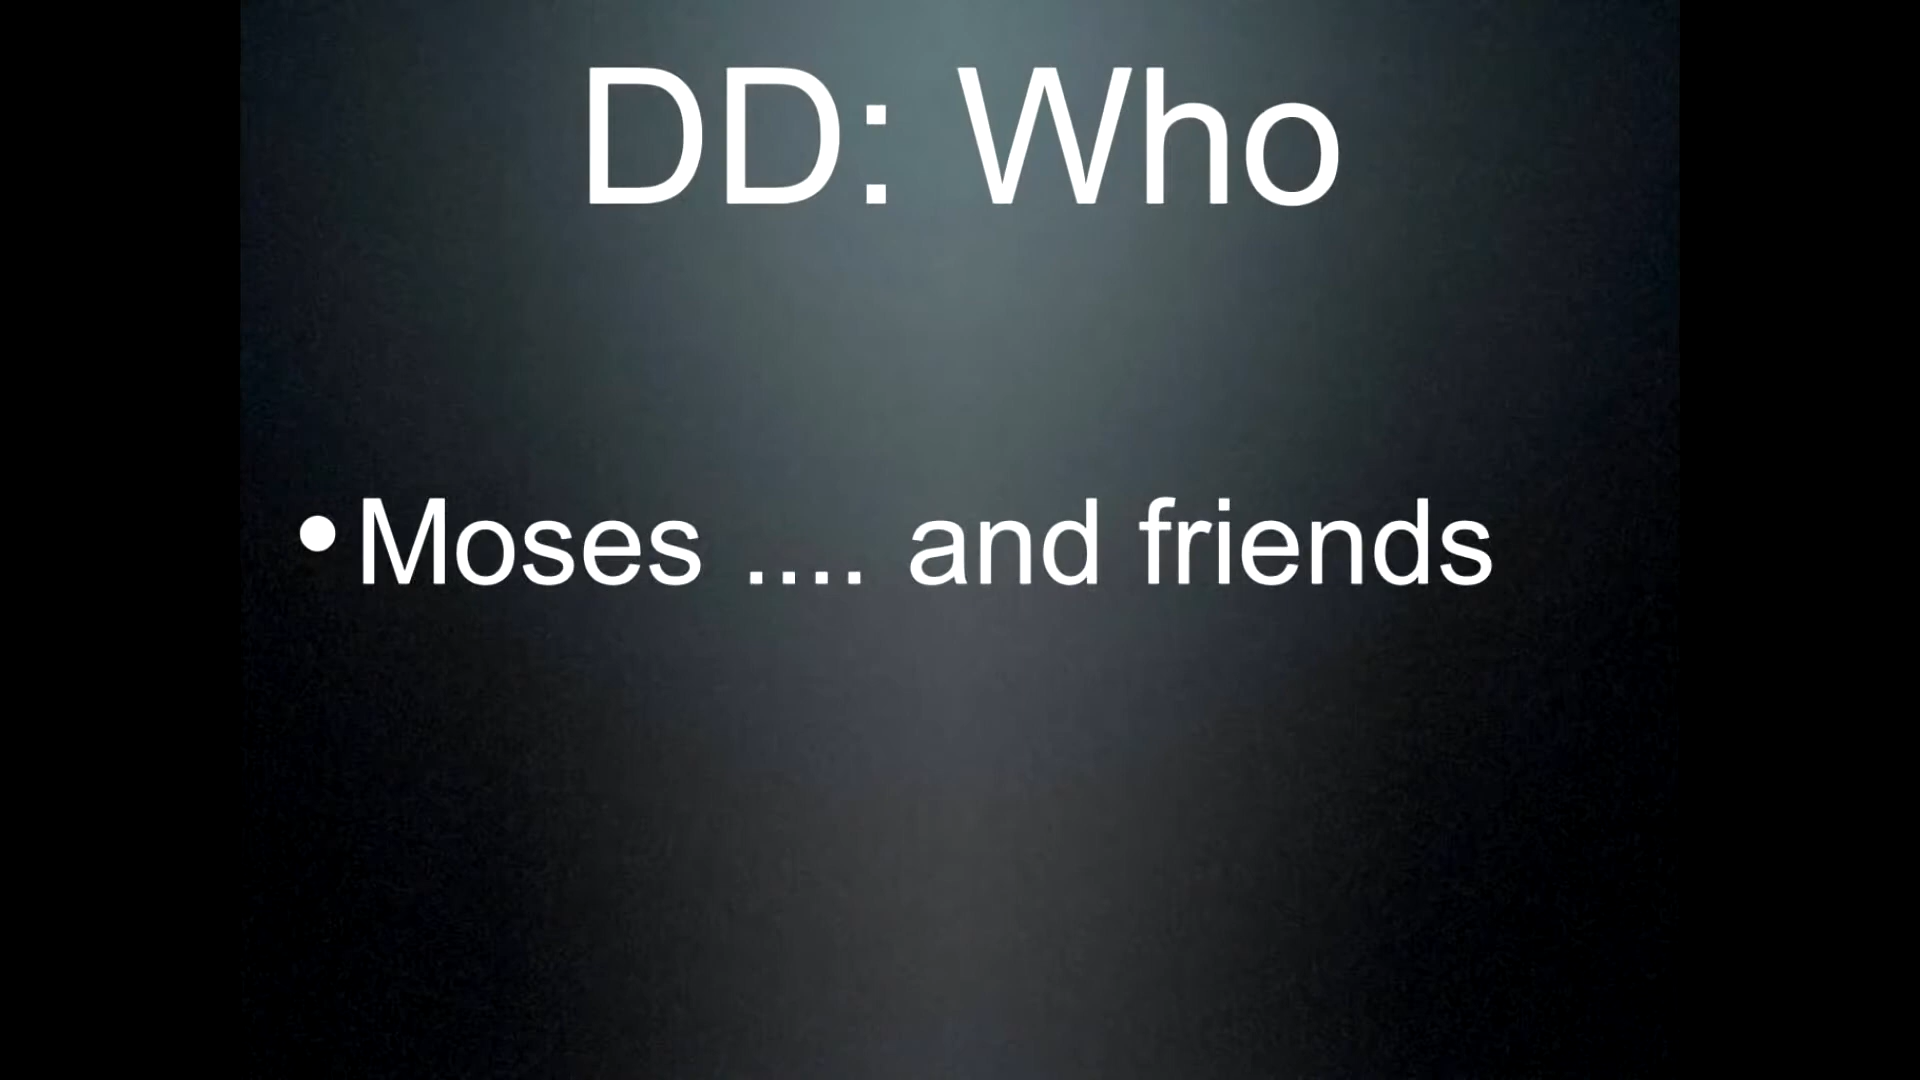 DD: Who
• Moses .... and friends